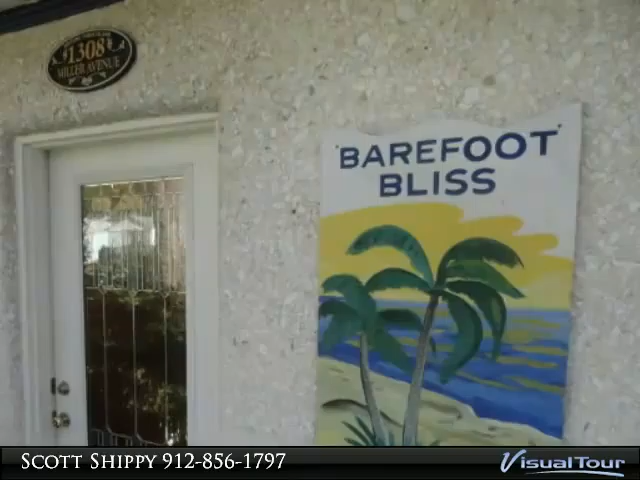 1308
MILLER AVENUE
'BAREFOOT'
BLISS
SCOTT SHIPPY 912-856-1797
VISUALTOUR